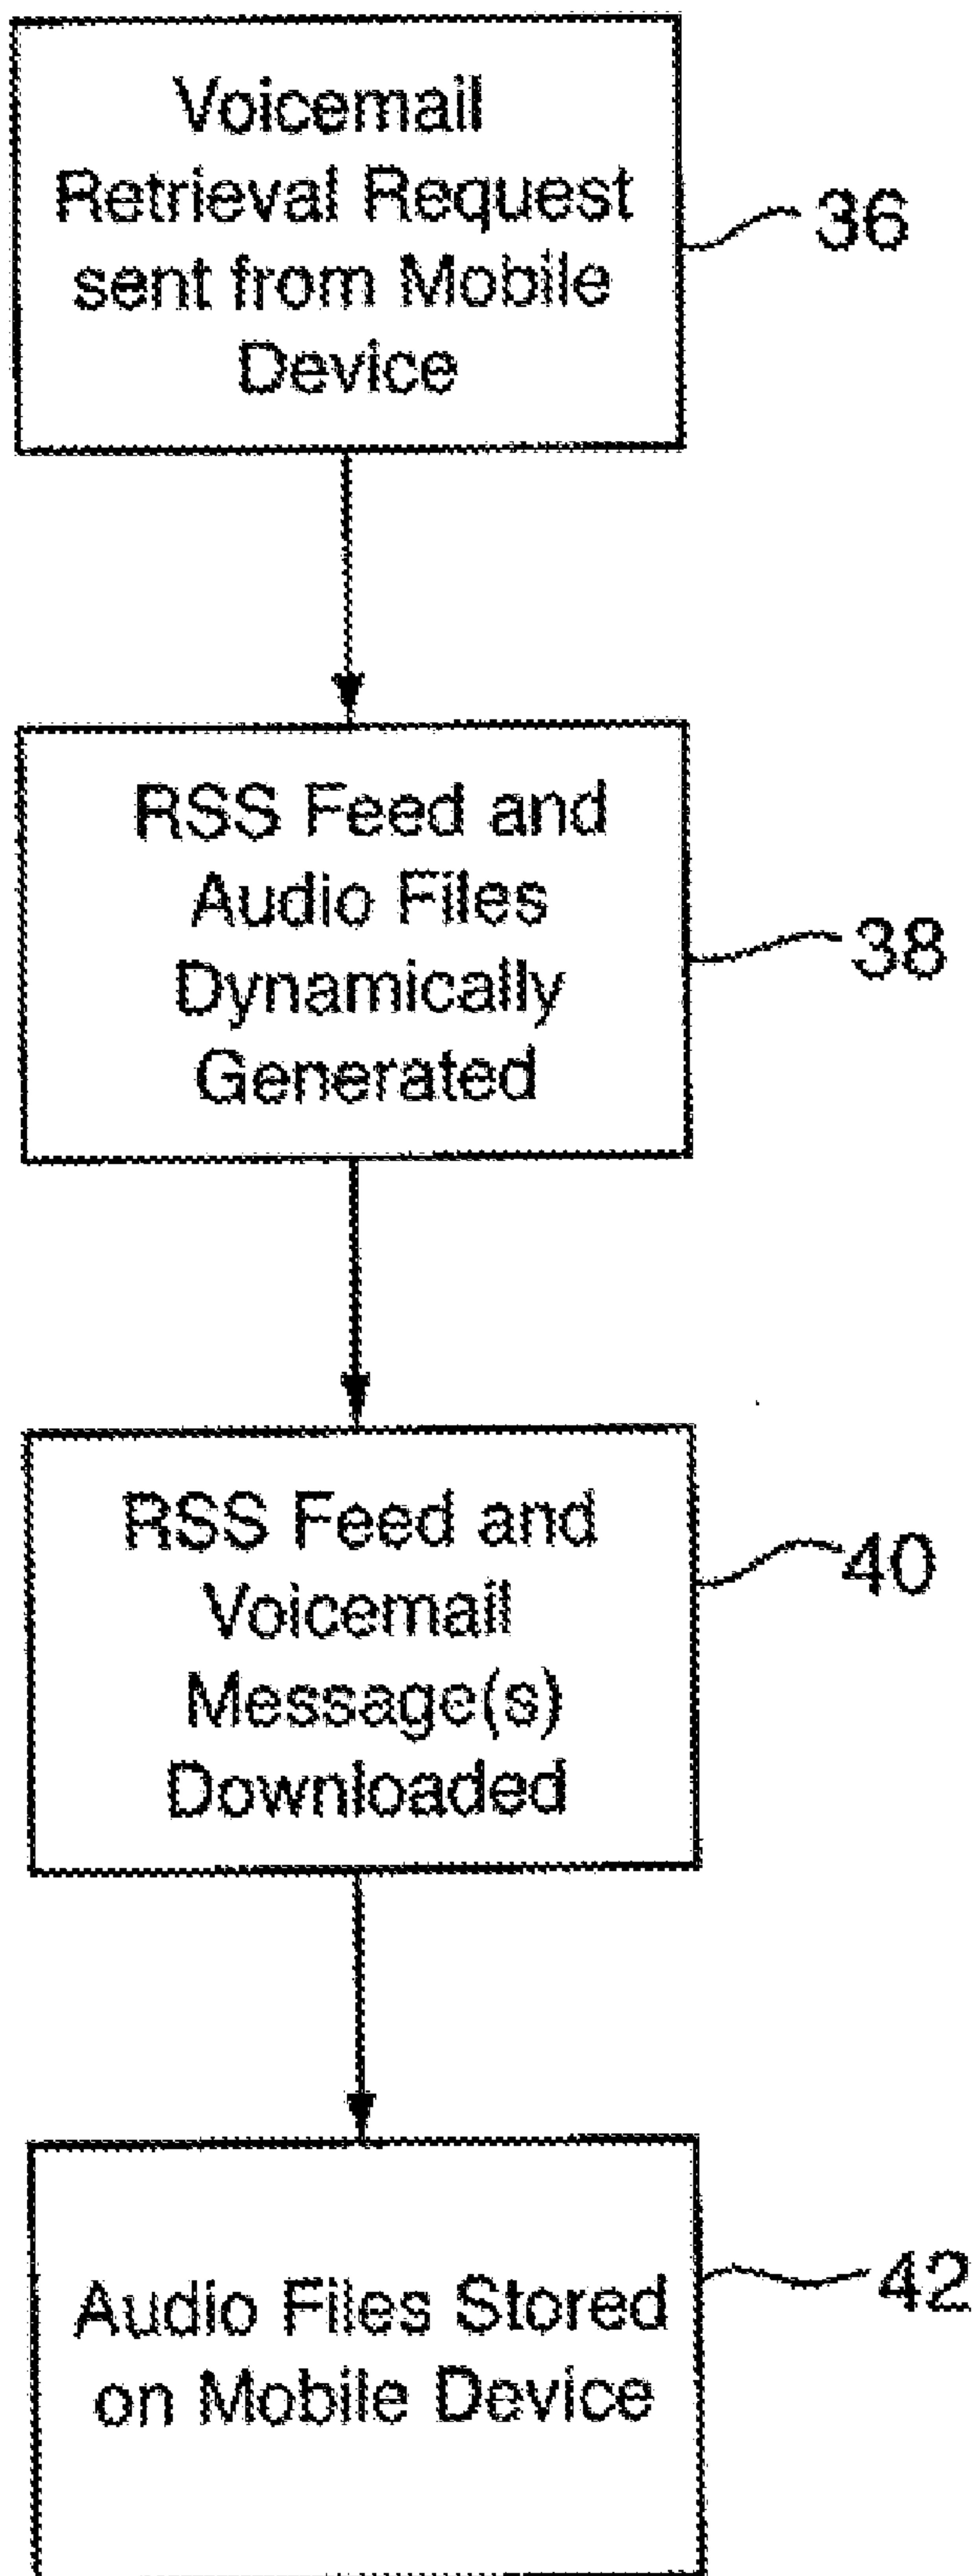 Voicemail
Retrieval Request
sent from Mobile
Device
36
RSS Feed and
Audio Files
Dynamically
Generated
38
RSS Feed and
Voicemail
Message(s)
Downloaded
40
Audio Files Stored
on Mobile Device
42